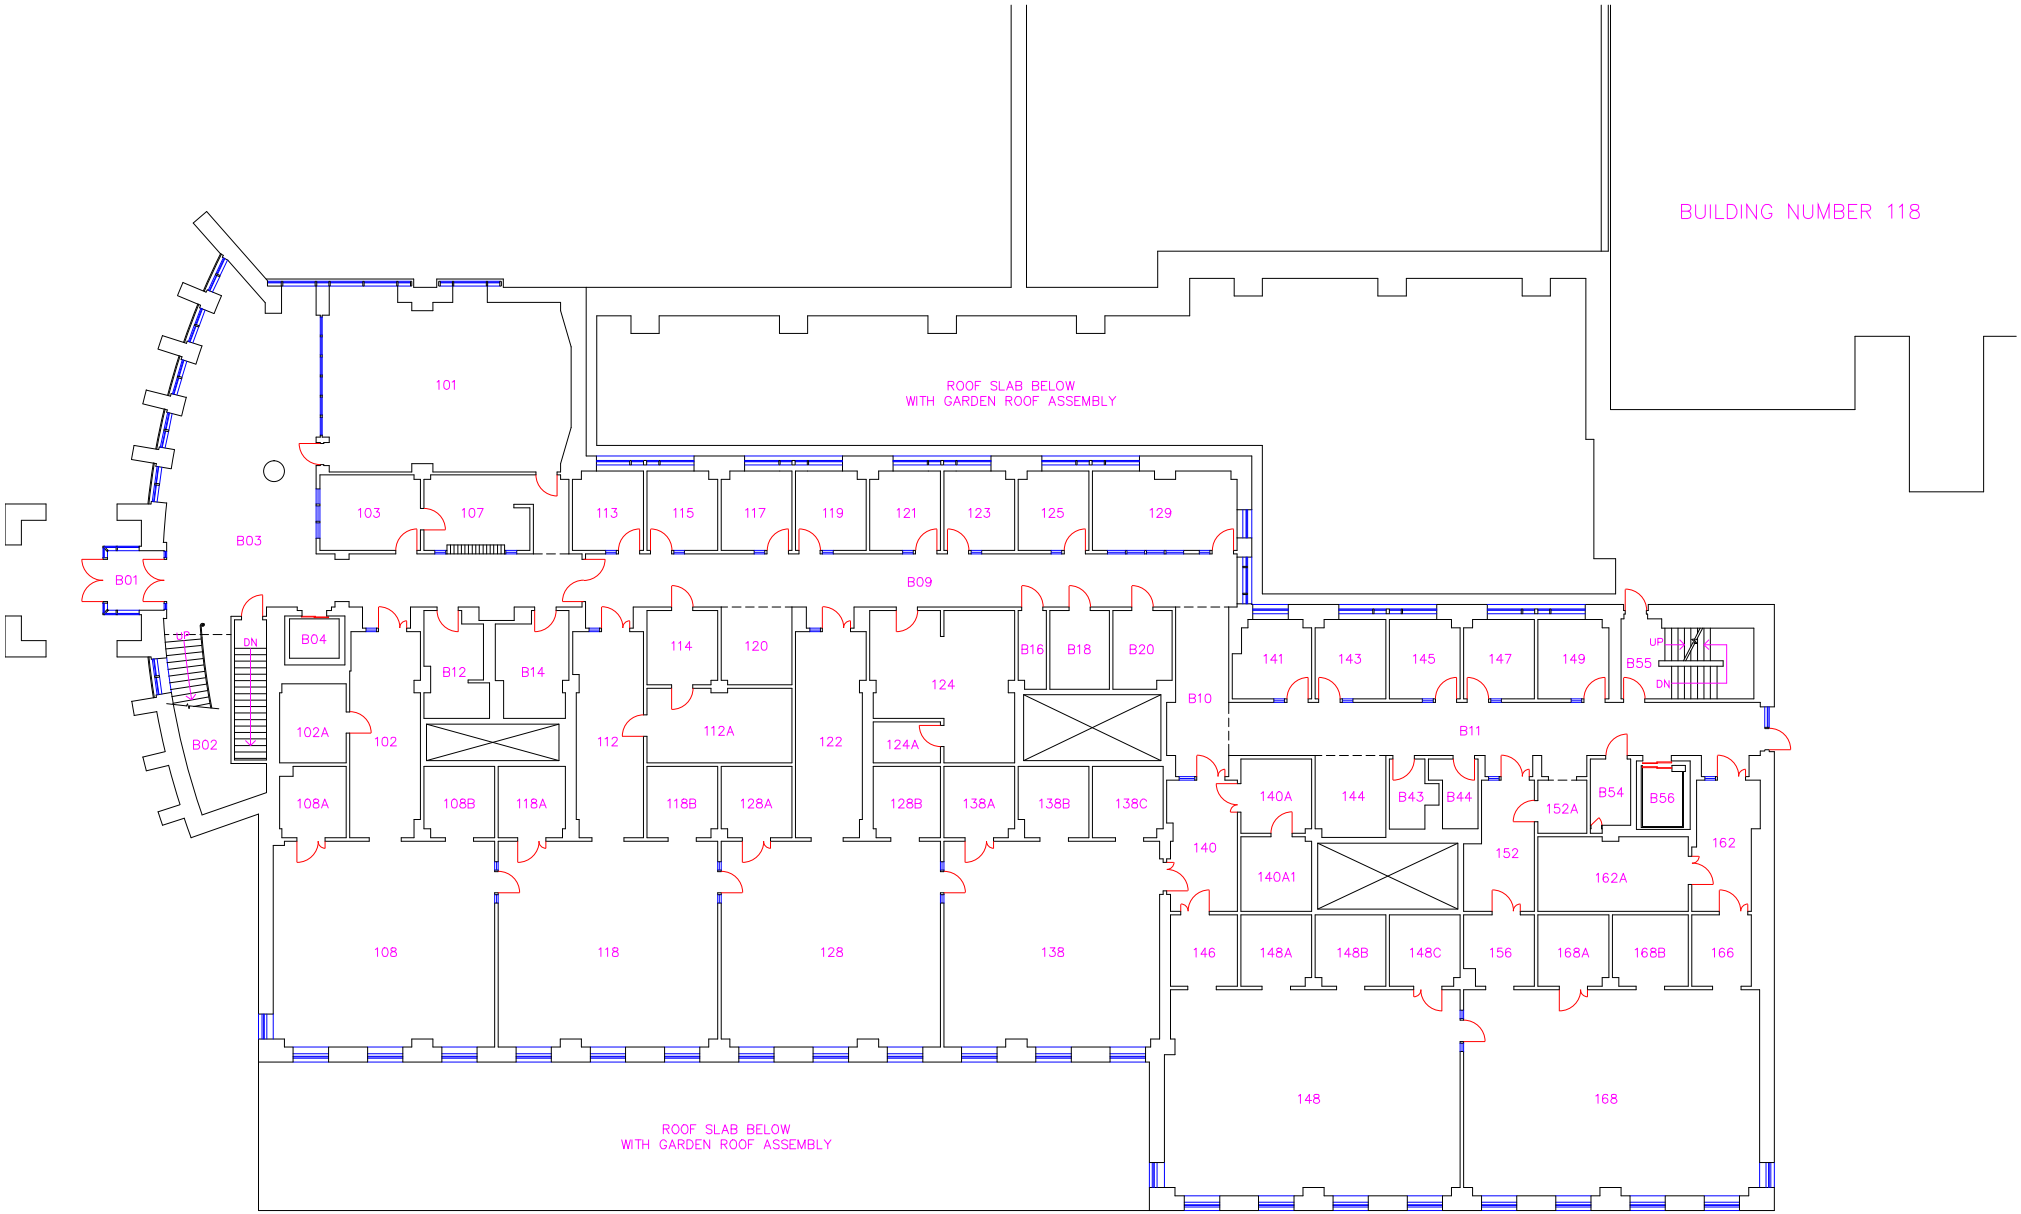 BUILDING NUMBER 118
101
ROOF SLAB BELOW
WITH GARDEN ROOF ASSEMBLY
103
107
113
115
117
119
121
123
125
129
B03
B01
B09
UP
DN
B04
B12
B14
114
120
124
B16
B18
B20
B10
141
143
145
147
149
B55
UP
DN
B02
102A
102
112
112A
122
124A
B11
108A
108B
118A
118B
128A
128B
138A
138B
138C
140A
144
B43
B44
152A
B54
B56
140
140A1
152
162A
162
108
118
128
138
146
148A
148B
148C
156
168A
168B
166
148
168
ROOF SLAB BELOW
WITH GARDEN ROOF ASSEMBLY